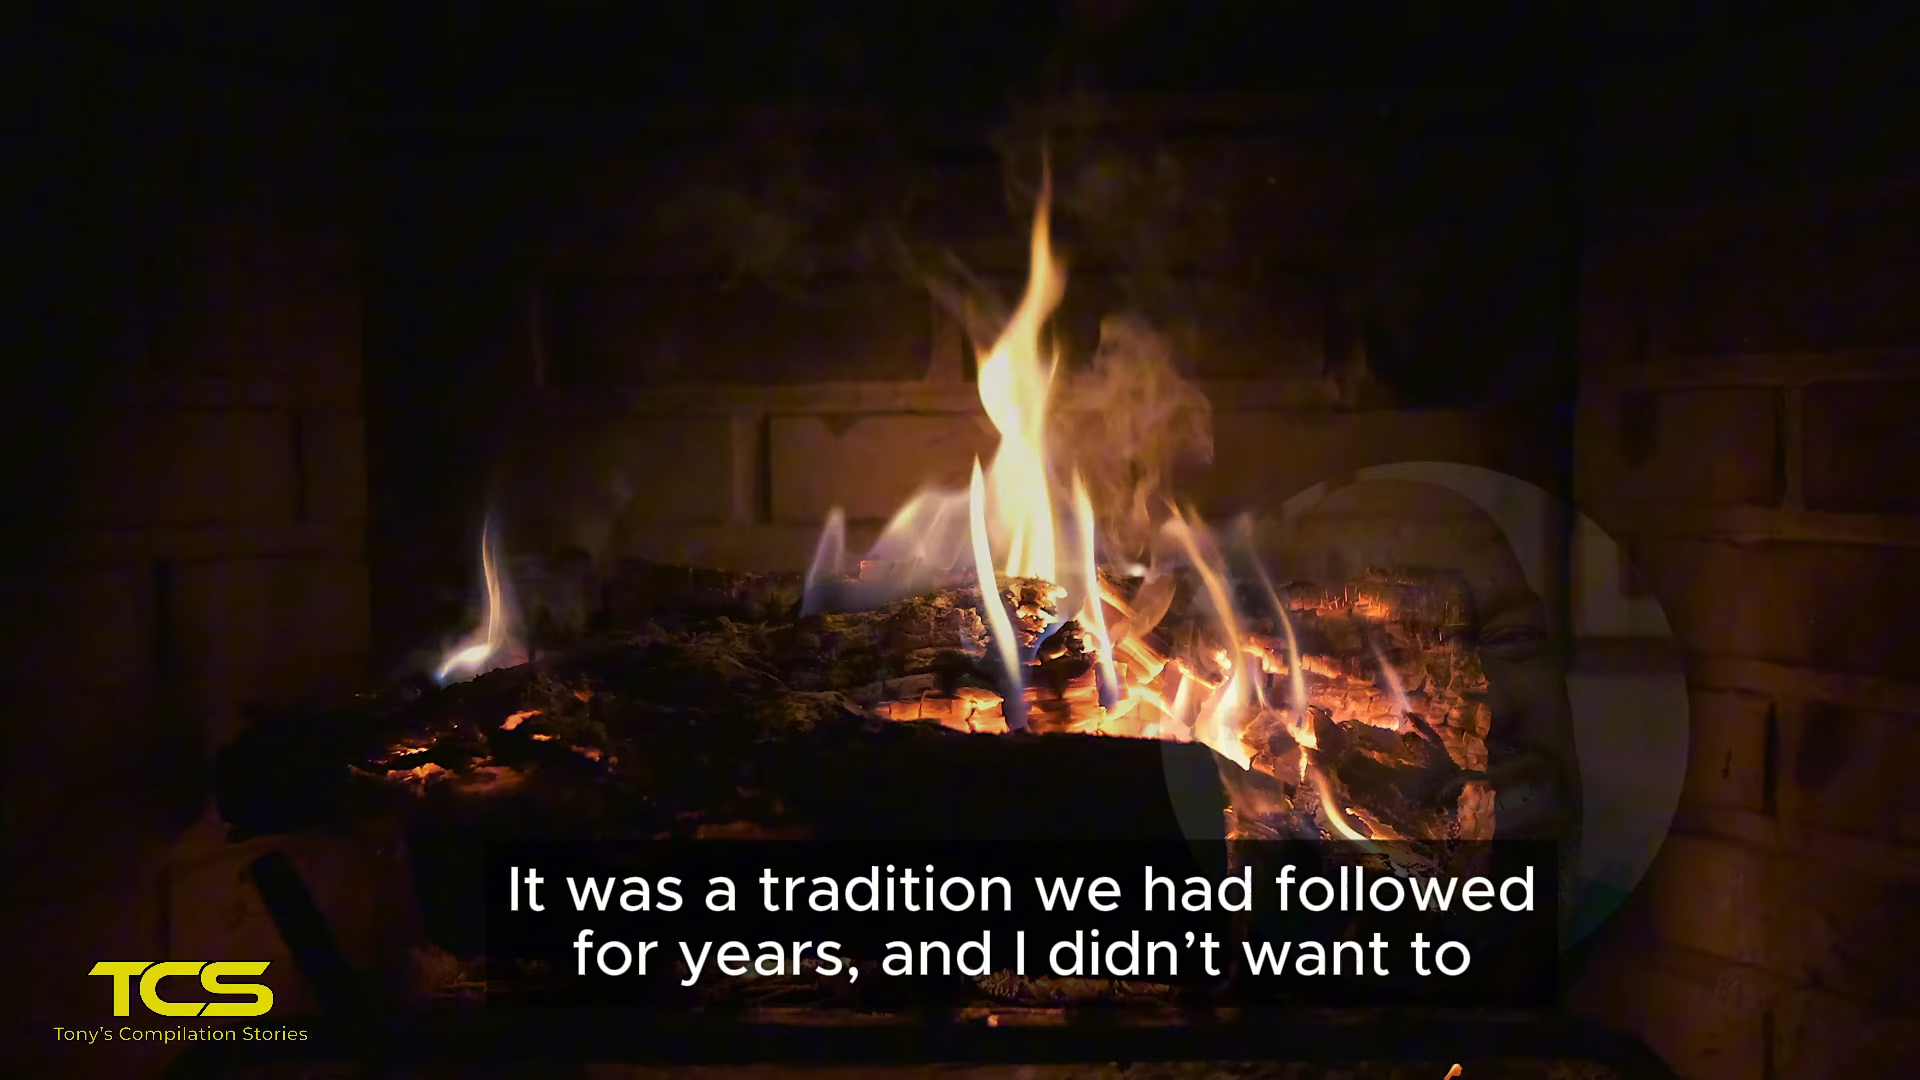 It was a tradition we had followed
for years, and I didn’t want to
TCS
Tony's Compilation Stories